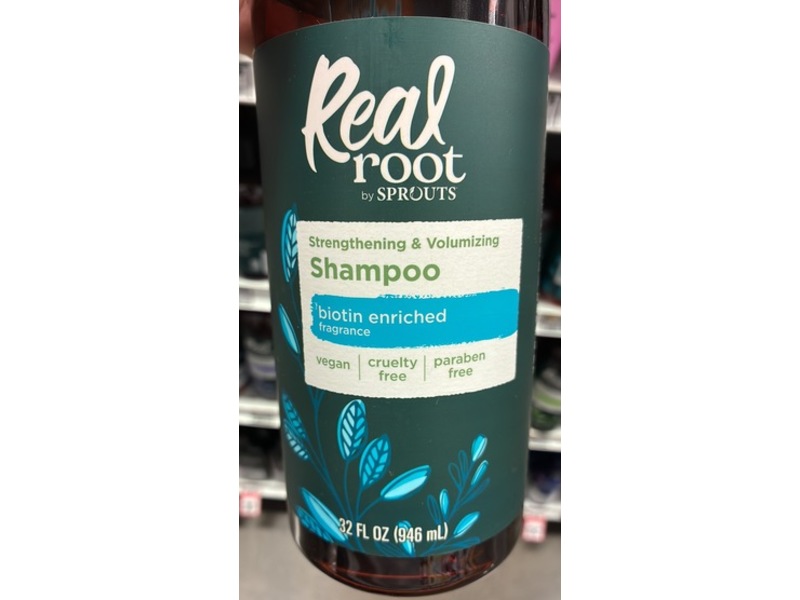 Real
root
by SPROUTS
Strengthening & Volumizing
Shampoo
biotin enriched
fragrance
vegan | cruelty free | paraben free
32 FL OZ (946 mL)